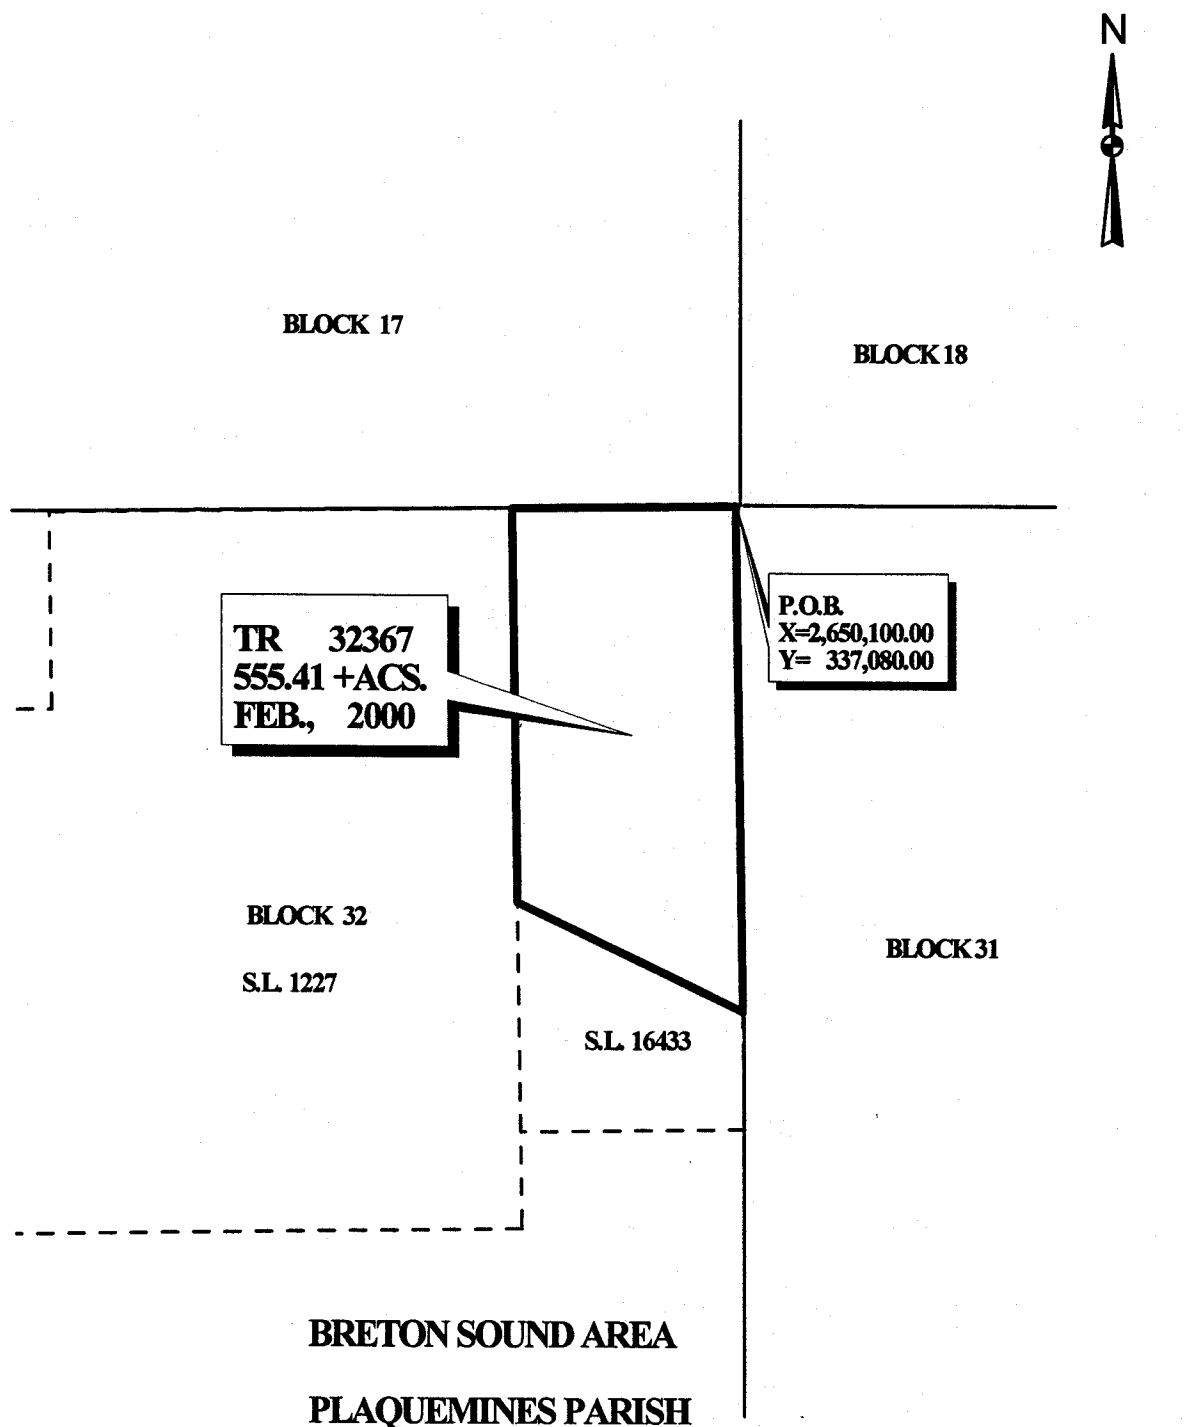 N
BLOCK 17
BLOCK 18
P.O.B.
X=2,650,100.00
Y= 337,080.00
TR 32367
555.41 +ACS.
FEB., 2000
BLOCK 32
BLOCK 31
S.L. 1227
S.L. 16433
BRETON SOUND AREA
PLAQUEMINES PARISH